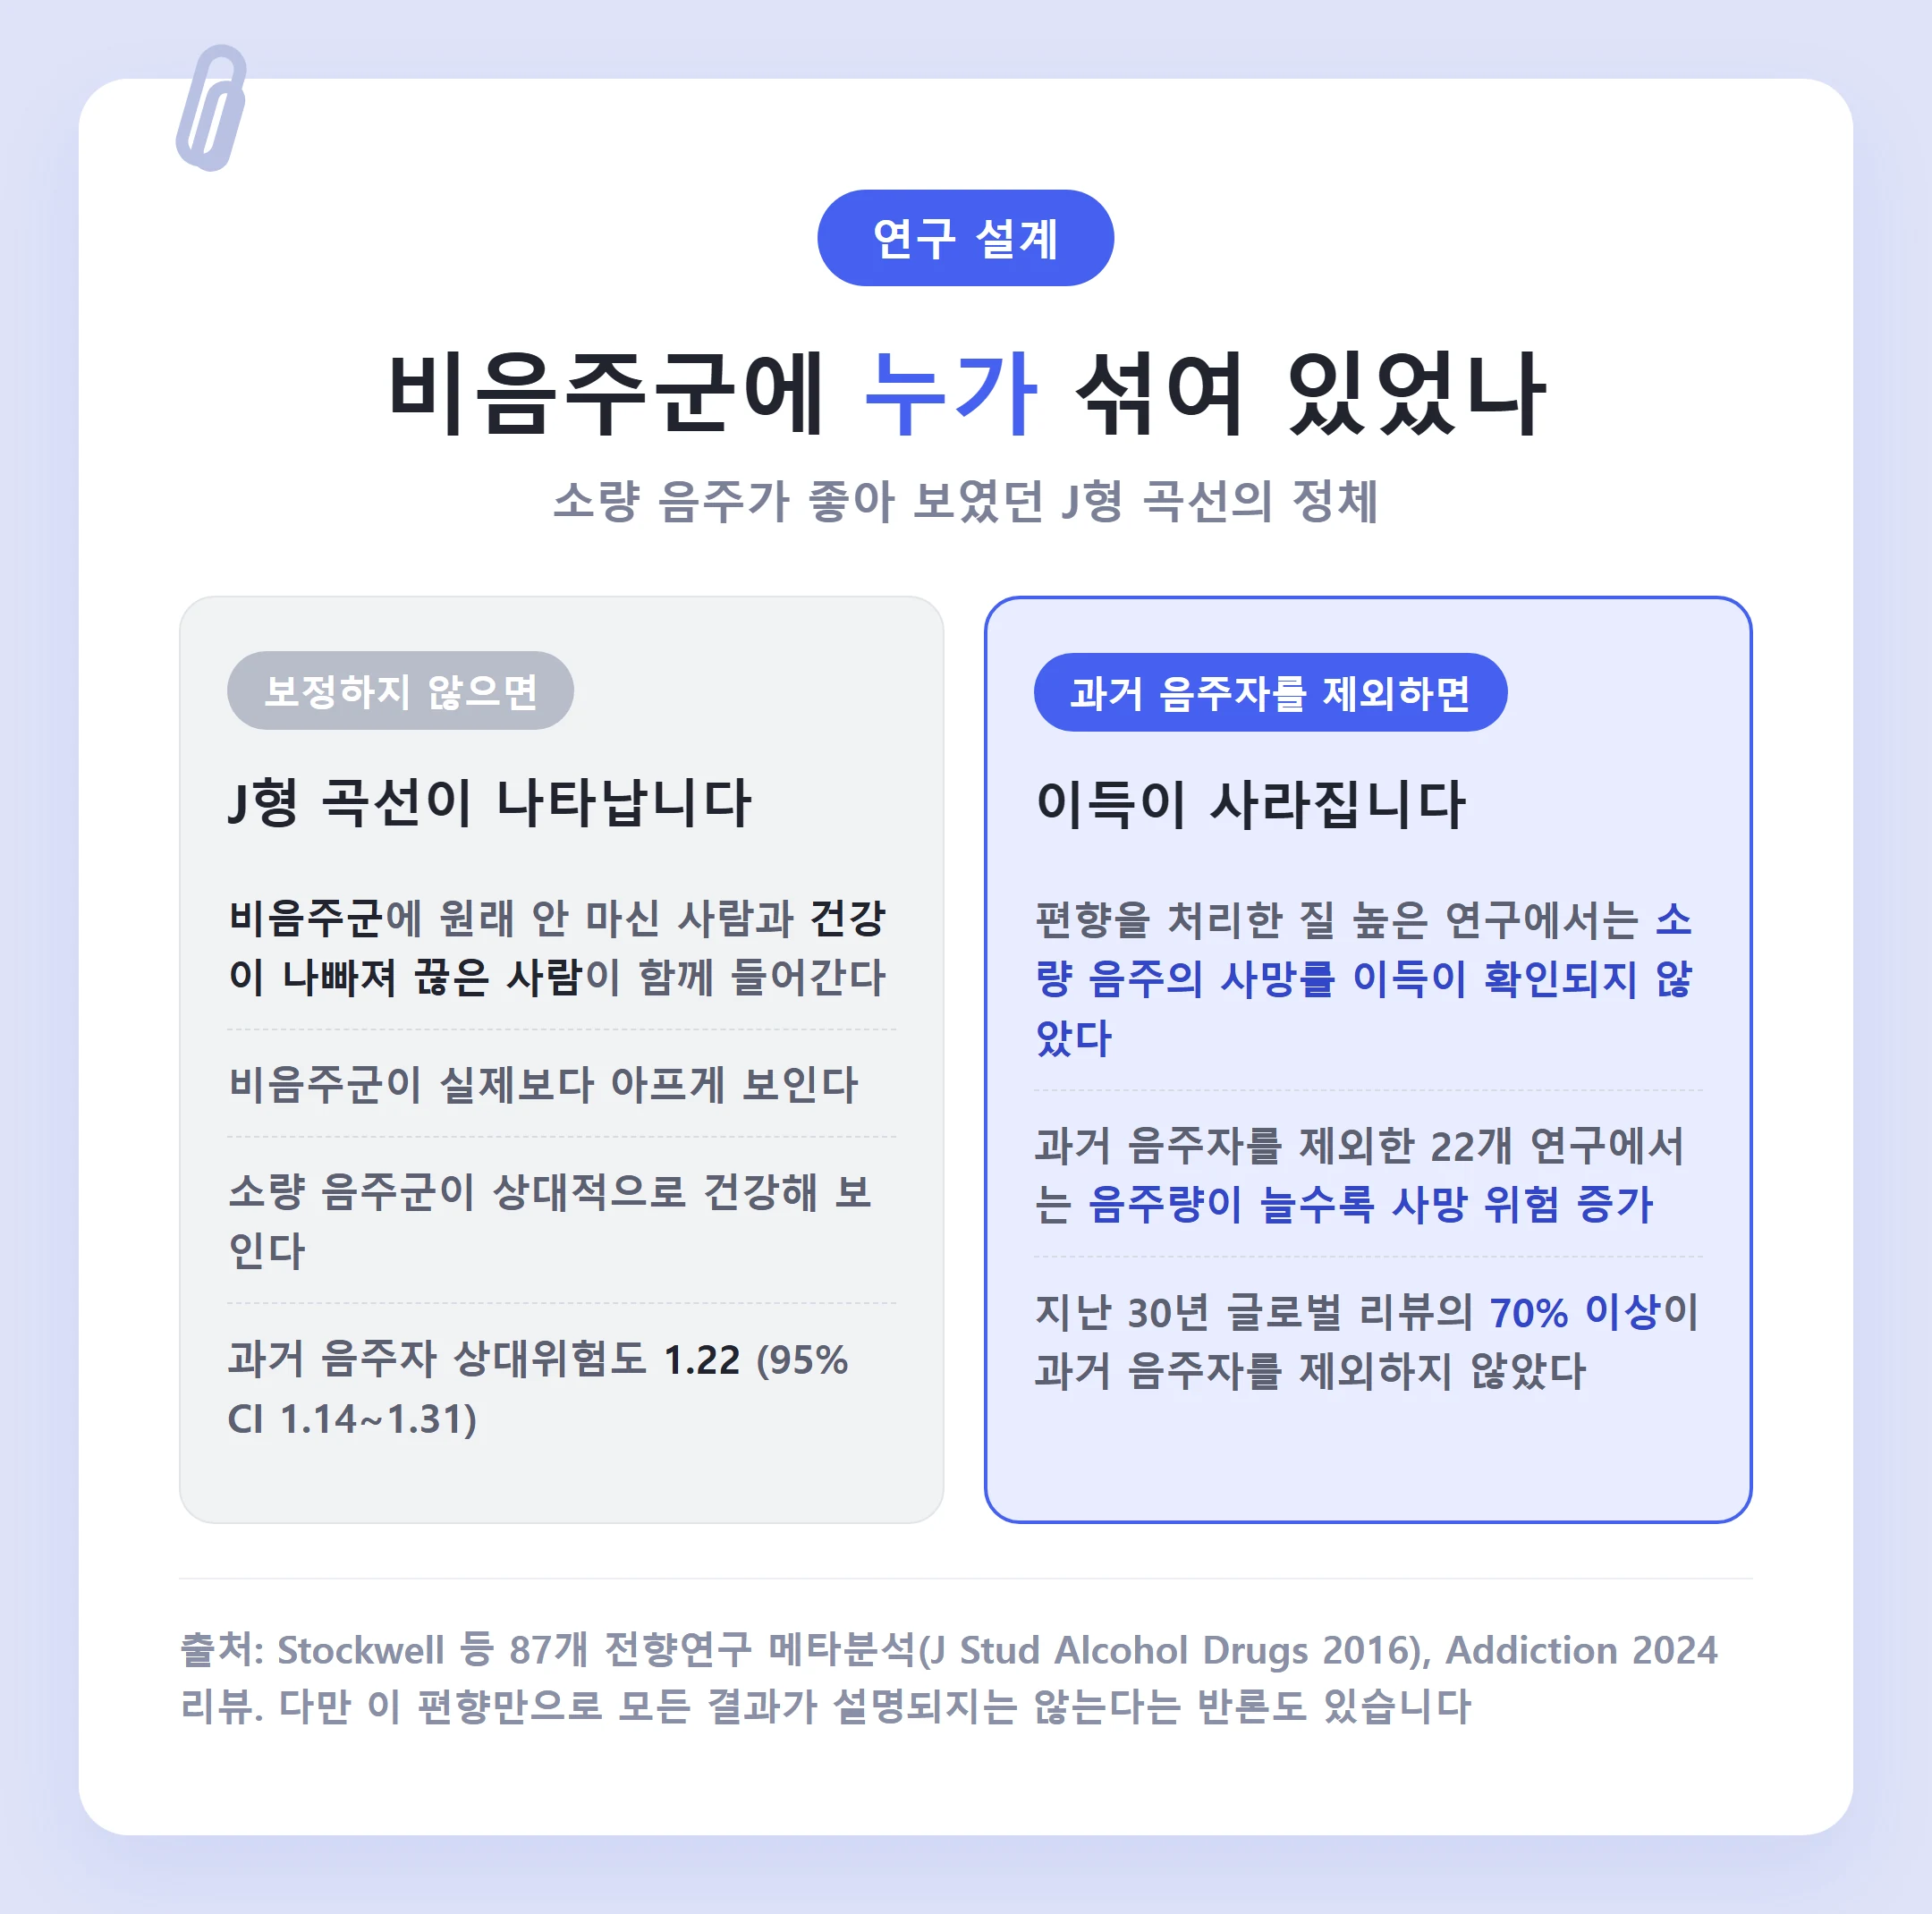 연구 설계
비음주군에 누가 섞여 있었나
소량 음주가 좋아 보였던 J형 곡선의 정체
보정하지 않으면
J형 곡선이 나타납니다
비음주군에 원래 안 마신 사람과 건강
이 나빠져 끊은 사람이 함께 들어간다
비음주군이 실제보다 아프게 보인다
소량 음주군이 상대적으로 건강해 보
인다
과거 음주자 상대위험도 1.22 (95%
CI 1.14~1.31)
과거 음주자를 제외하면
이득이 사라집니다
편향을 처리한 질 높은 연구에서는 소
량 음주의 사망률 이득이 확인되지 않
았다
과거 음주자를 제외한 22개 연구에서
는 음주량이 늘수록 사망 위험 증가
지난 30년 글로벌 리뷰의 70% 이상이
과거 음주자를 제외하지 않았다
출처: Stockwell 등 87개 전향연구 메타분석(J Stud Alcohol Drugs 2016), Addiction 2024
리뷰. 다만 이 편향만으로 모든 결과가 설명되지는 않는다는 반론도 있습니다